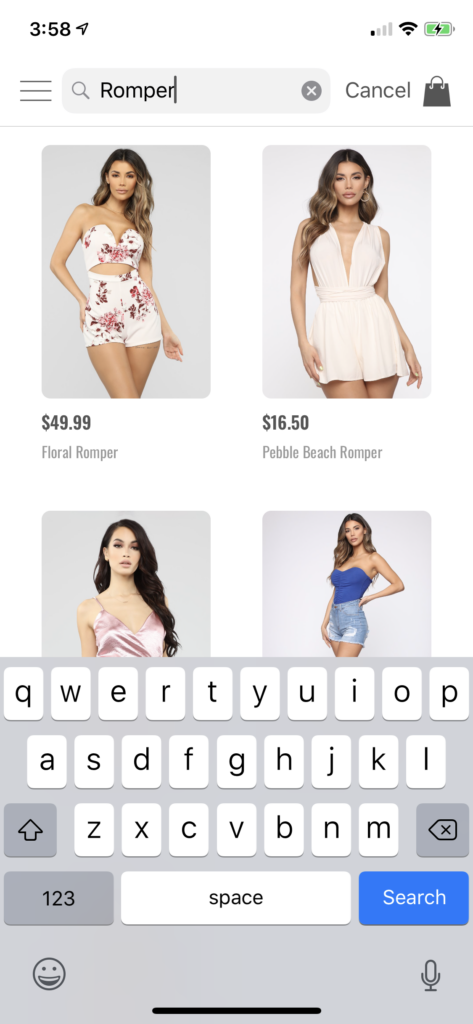 3:58
Romper
Cancel
$49.99
$16.50
Floral Romper
Pebble Beach Romper
q w e r t y u i o p
a s d f g h j k l
z x c v b n m
123
space
Search